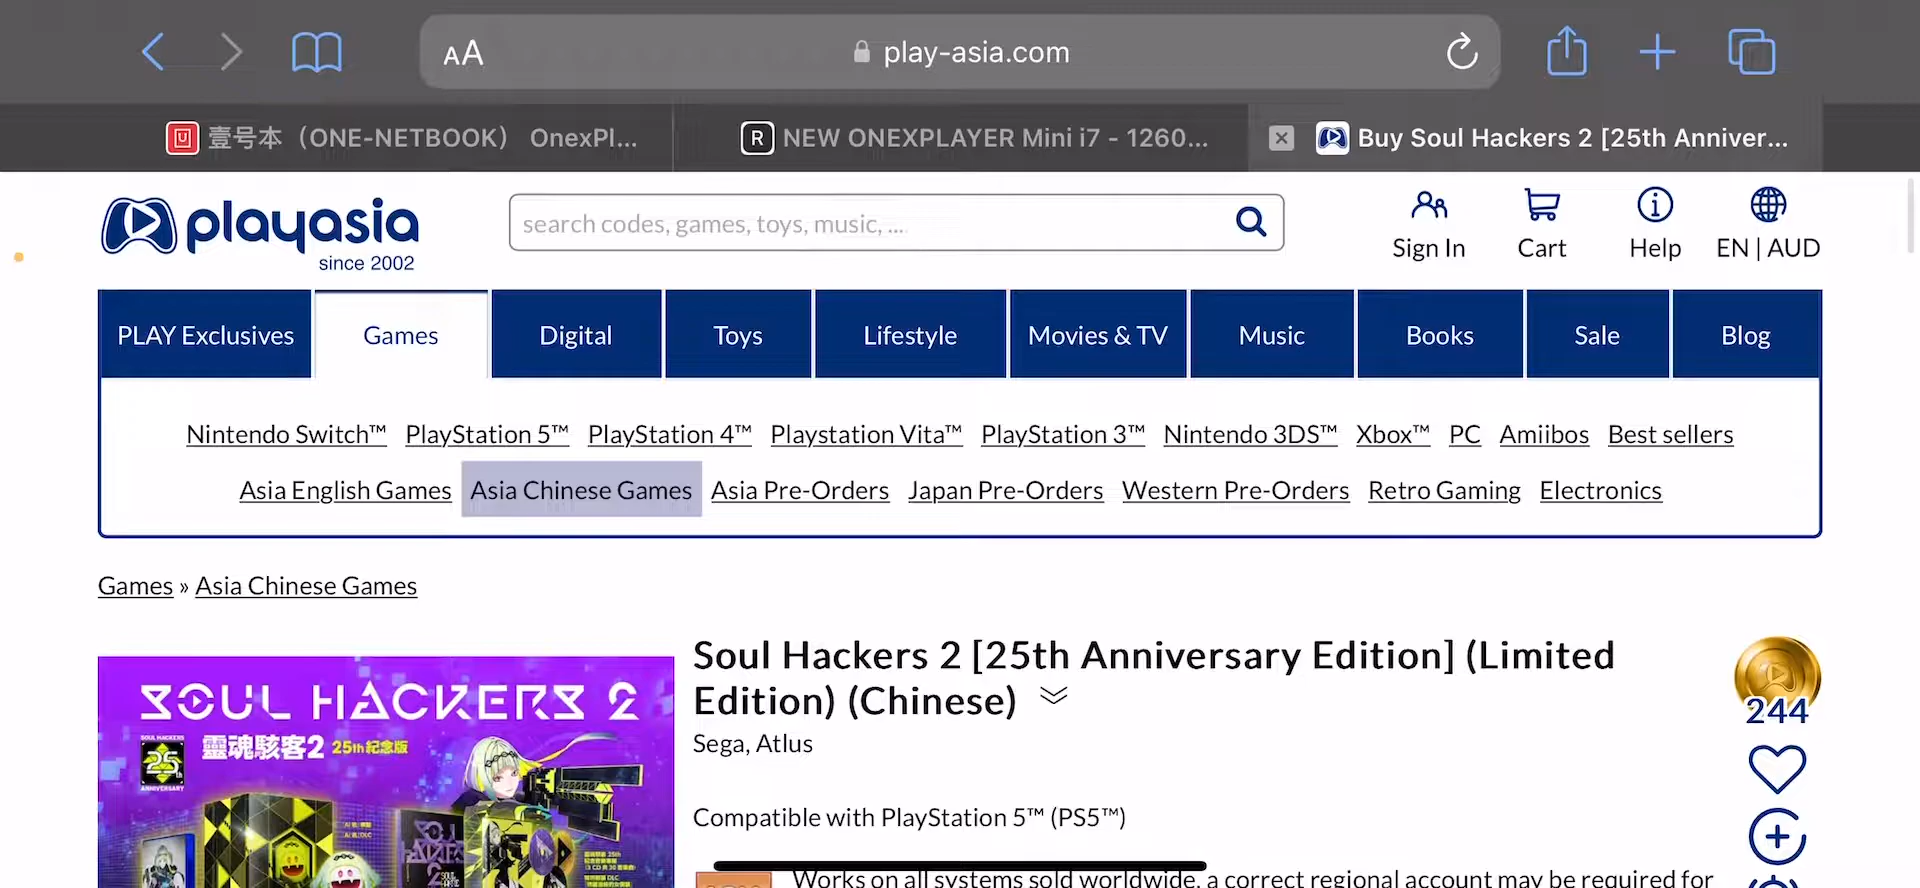 AA play-asia.com
壹号本（ONE-NETBOOK） OnexPl... NEW ONEXPLAYER Mini i7 - 1260... Buy Soul Hackers 2 [25th Anniver...
playasia
since 2002
search codes, games, toys, music, ...
Sign In Cart Help EN | AUD
PLAY Exclusives Games Digital Toys Lifestyle Movies & TV Music Books Sale Blog
Nintendo Switch™ PlayStation 5™ PlayStation 4™ Playstation Vita™ PlayStation 3™ Nintendo 3DS™ Xbox™ PC Amiibos Best sellers
Asia English Games Asia Chinese Games Asia Pre-Orders Japan Pre-Orders Western Pre-Orders Retro Gaming Electronics
Games » Asia Chinese Games
SOUL HACKERS 2
靈魂駭客2 25th紀念版
SOUL HACKERS
25th
ANNIVERSARY
Soul Hackers 2 [25th Anniversary Edition] (Limited
Edition) (Chinese)
Sega, Atlus
244
Compatible with PlayStation 5™ (PS5™)
Works on all systems sold worldwide, a correct regional account may be required for